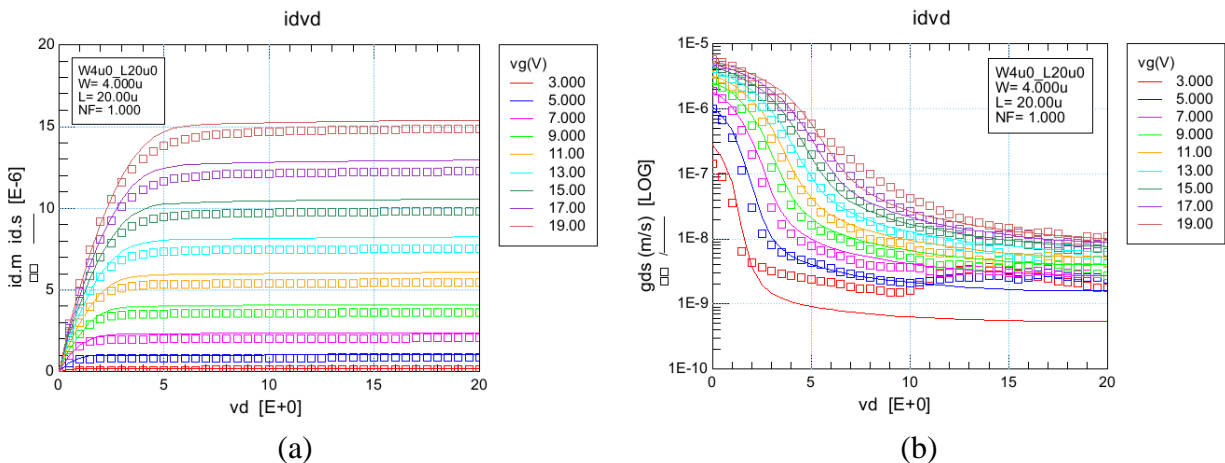 idvd
20
15
10
5
0
id.m id.s [E-6]
W4u0_L20u0
W= 4.000u
L= 20.00u
NF= 1.000
0 5 10 15 20
vd [E+0]
vg(V)
3.000
5.000
7.000
9.000
11.00
13.00
15.00
17.00
19.00
(a)
idvd
1E-5
1E-6
1E-7
1E-8
1E-9
1E-10
gds (m/s) [LOG]
W4u0_L20u0
W= 4.000u
L= 20.00u
NF= 1.000
0 5 10 15 20
vd [E+0]
vg(V)
3.000
5.000
7.000
9.000
11.00
13.00
15.00
17.00
19.00
(b)